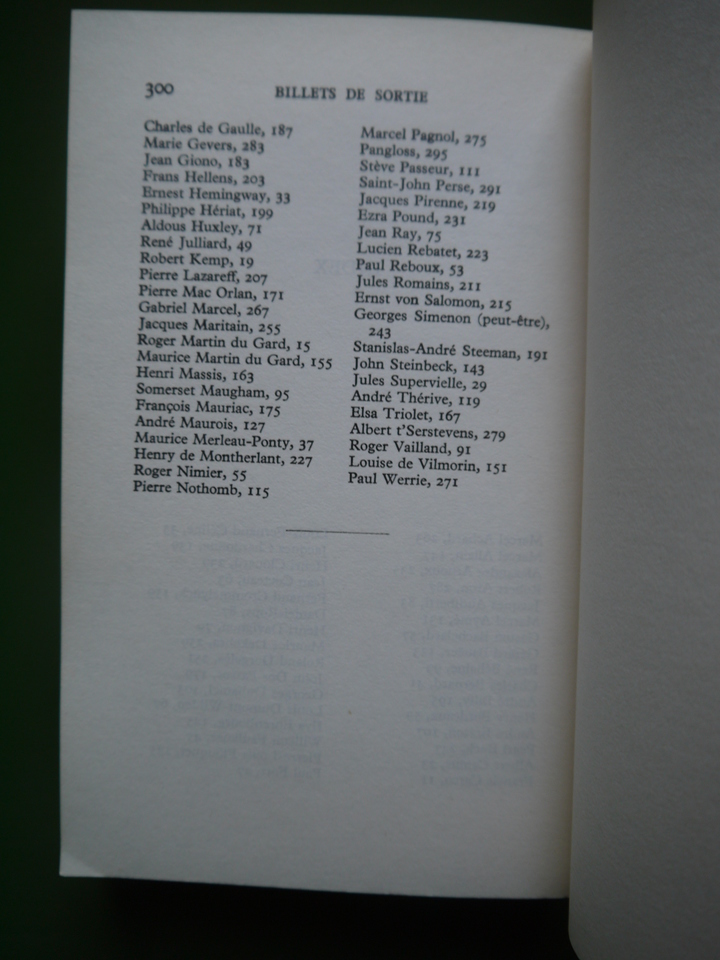 300 BILLETS DE SORTIE
Charles de Gaulle, 187
Marie Gevers, 283
Jean Giono, 183
Frans Hellens, 203
Ernest Hemingway, 33
Philippe Hériat, 199
Aldous Huxley, 71
René Julliard, 49
Robert Kemp, 19
Pierre Lazareff, 207
Pierre Mac Orlan, 171
Gabriel Marcel, 267
Jacques Maritain, 255
Roger Martin du Gard, 15
Maurice Martin du Gard, 155
Henri Massis, 163
Somerset Maugham, 95
François Mauriac, 175
André Maurois, 127
Maurice Merleau-Ponty, 37
Henry de Montherlant, 227
Roger Nimier, 55
Pierre Nothomb, 115
Marcel Pagnol, 275
Pangloss, 295
Stève Passeur, 111
Saint-John Perse, 291
Jacques Pirenne, 219
Ezra Pound, 231
Jean Ray, 75
Lucien Rebatet, 223
Paul Reboux, 53
Jules Romains, 211
Ernst von Salomon, 215
Georges Simenon (peut-être),
243
Stanislas-André Steeman, 191
John Steinbeck, 143
Jules Supervielle, 29
André Thérive, 119
Elsa Triolet, 167
Albert t'Serstevens, 279
Roger Vailland, 91
Louise de Vilmorin, 151
Paul Werrie, 271